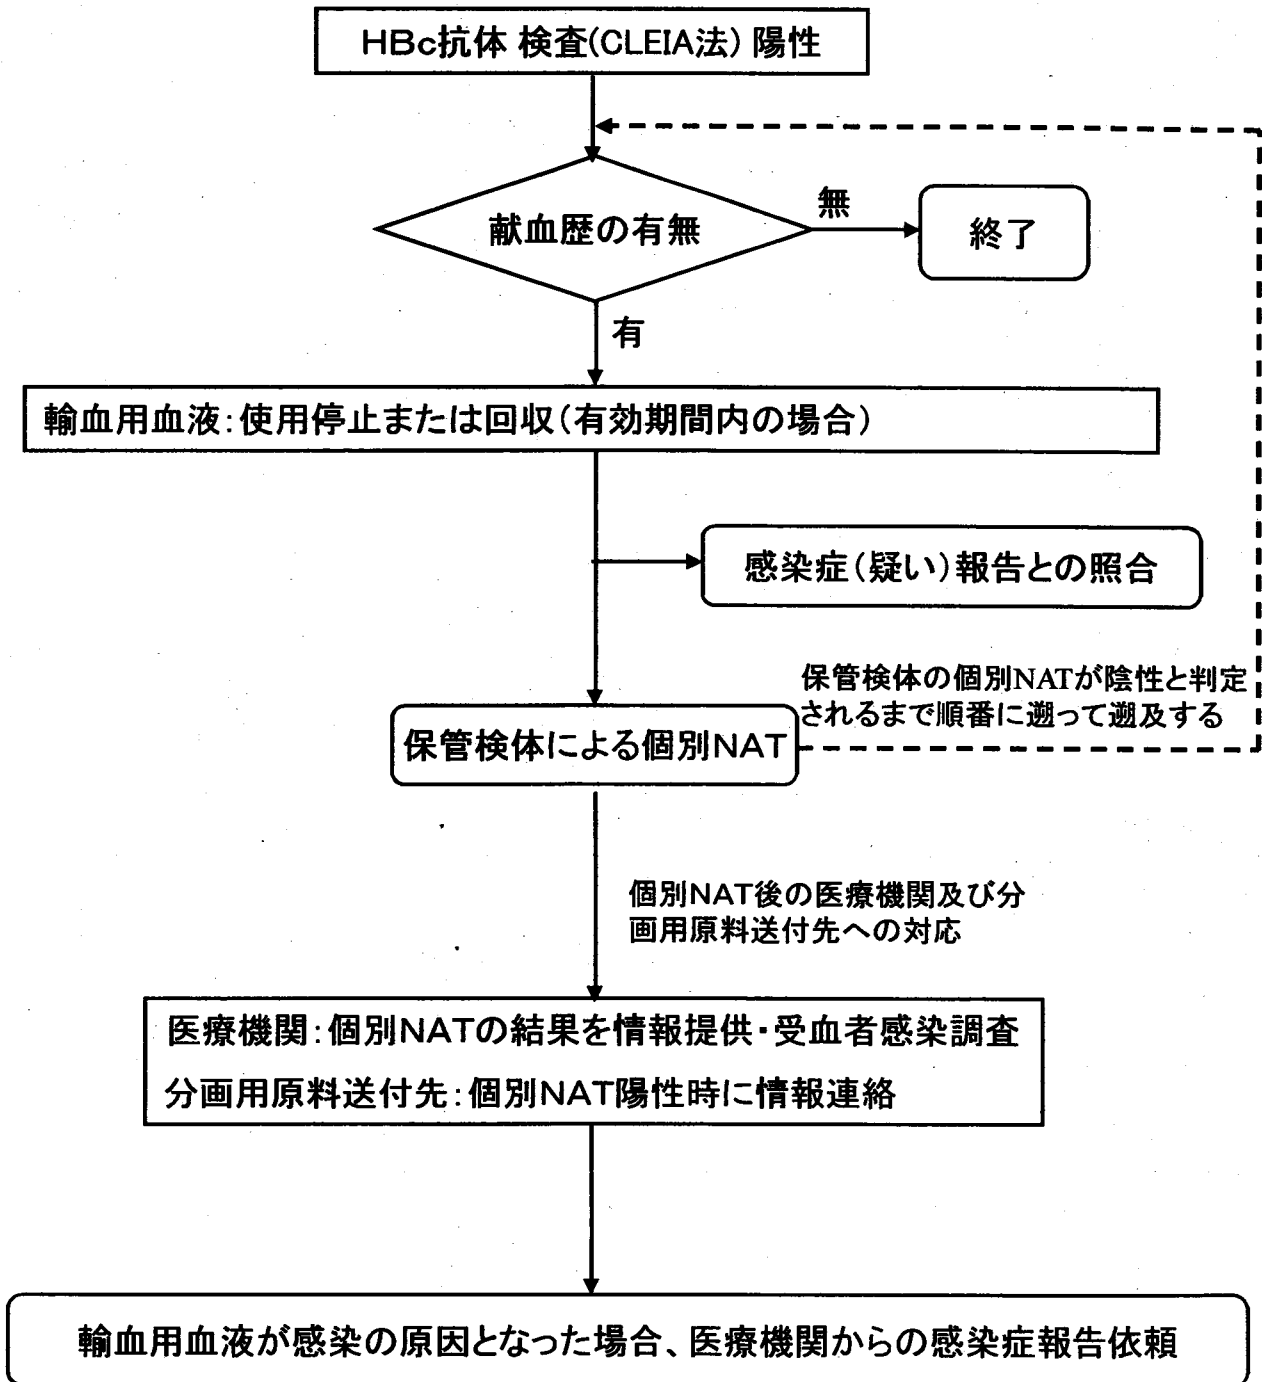 HBc抗体 検査(CLEIA法) 陽性
献血歴の有無
無
終了
有
輸血用血液：使用停止または回収（有効期間内の場合）
感染症（疑い）報告との照合
保管検体の個別NATが陰性と判定
されるまで順番に遡って遡及する
保管検体による個別NAT
個別NAT後の医療機関及び分
画用原料送付先への対応
医療機関：個別NATの結果を情報提供・受血者感染調査
分画用原料送付先：個別NAT陽性時に情報連絡
輸血用血液が感染の原因となった場合、医療機関からの感染症報告依頼